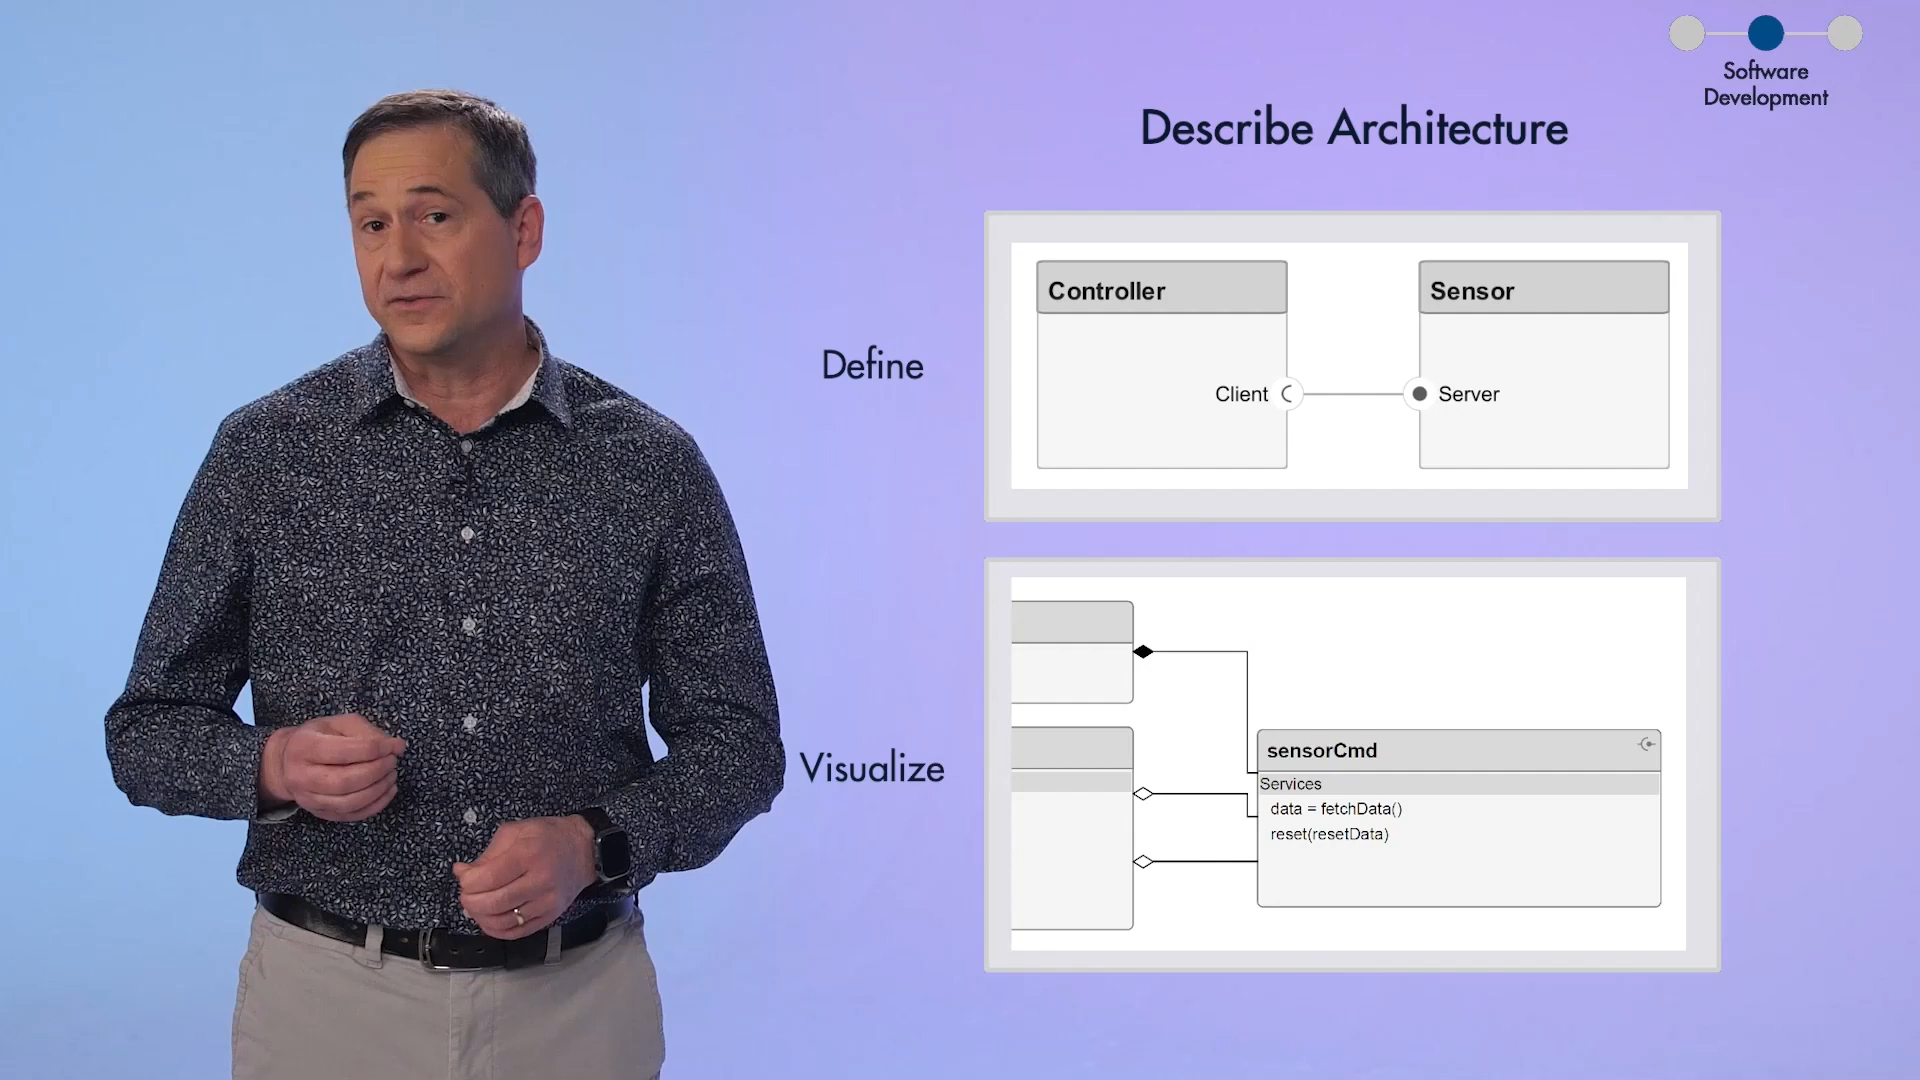 Software
Development
Describe Architecture
Define
Controller
Sensor
Client
Server
Visualize
sensorCmd
Services
data = fetchData()
reset(resetData)